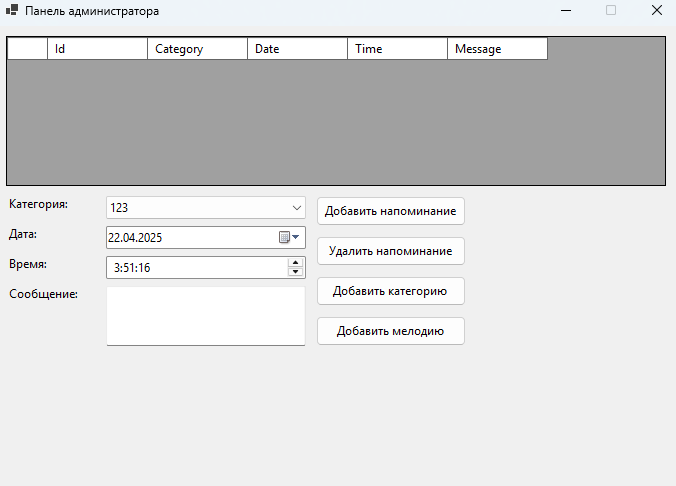 Панель администратора
Id Category Date Time Message
Категория: 123 Добавить напоминание
Дата: 22.04.2025
Удалить напоминание
Время: 3:51:16
Сообщение: Добавить категорию
Добавить мелодию